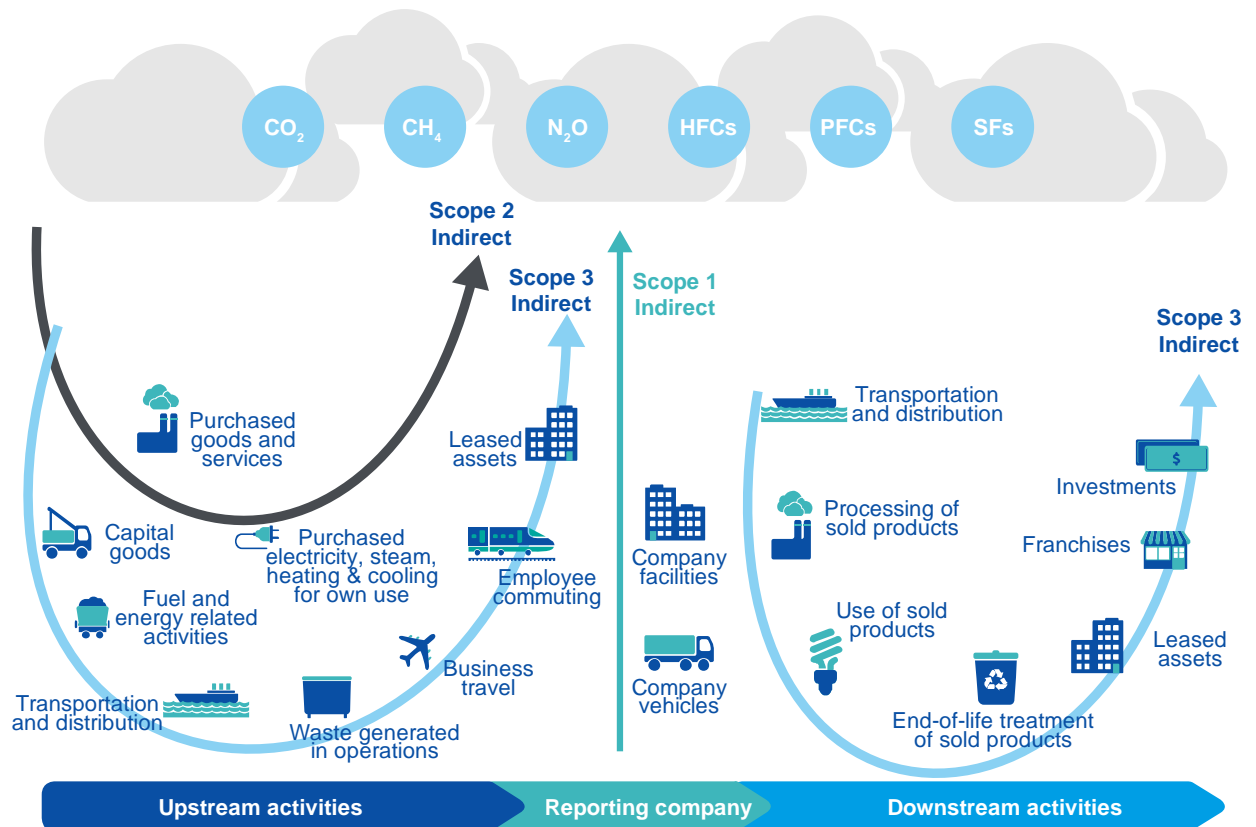 CO₂
CH₄
N₂O
HFCs
PFCs
SFs
Scope 2
Indirect
Scope 3
Indirect
Scope 1
Indirect
Scope 3
Indirect
Purchased
goods and
services
Leased
assets
Capital
goods
Purchased
electricity, steam,
heating & cooling
for own use
Employee
commuting
Fuel and
energy related
activities
Business
travel
Transportation
and distribution
Waste generated
in operations
Company
facilities
Company
vehicles
Transportation
and distribution
$
Investments
Processing of
sold products
Franchises
Use of sold
products
Leased
assets
End-of-life treatment
of sold products
Upstream activities
Reporting company
Downstream activities